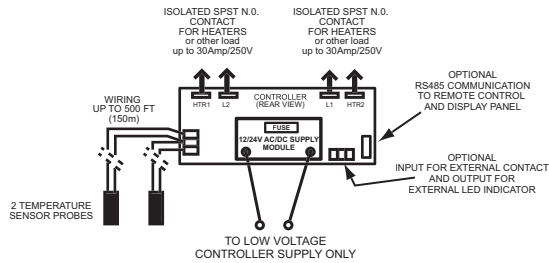 ISOLATED SPST N.O.
CONTACT
FOR HEATERS
or other load
up to 30Amp/250V
ISOLATED SPST N.O.
CONTACT
FOR HEATERS
or other load
up to 30Amp/250V
OPTIONAL
RS485 COMMUNICATION
TO REMOTE CONTROL
AND DISPLAY PANEL
WIRING
UP TO 500 FT
(150m)
HTR1
L2
CONTROLLER
(REAR VIEW)
L1
HTR2
FUSE
12/24V AC/DC SUPPLY
MODULE
OPTIONAL
INPUT FOR EXTERNAL CONTACT
AND OUTPUT FOR
EXTERNAL LED INDICATOR
2 TEMPERATURE
SENSOR PROBES
TO LOW VOLTAGE
CONTROLLER SUPPLY ONLY